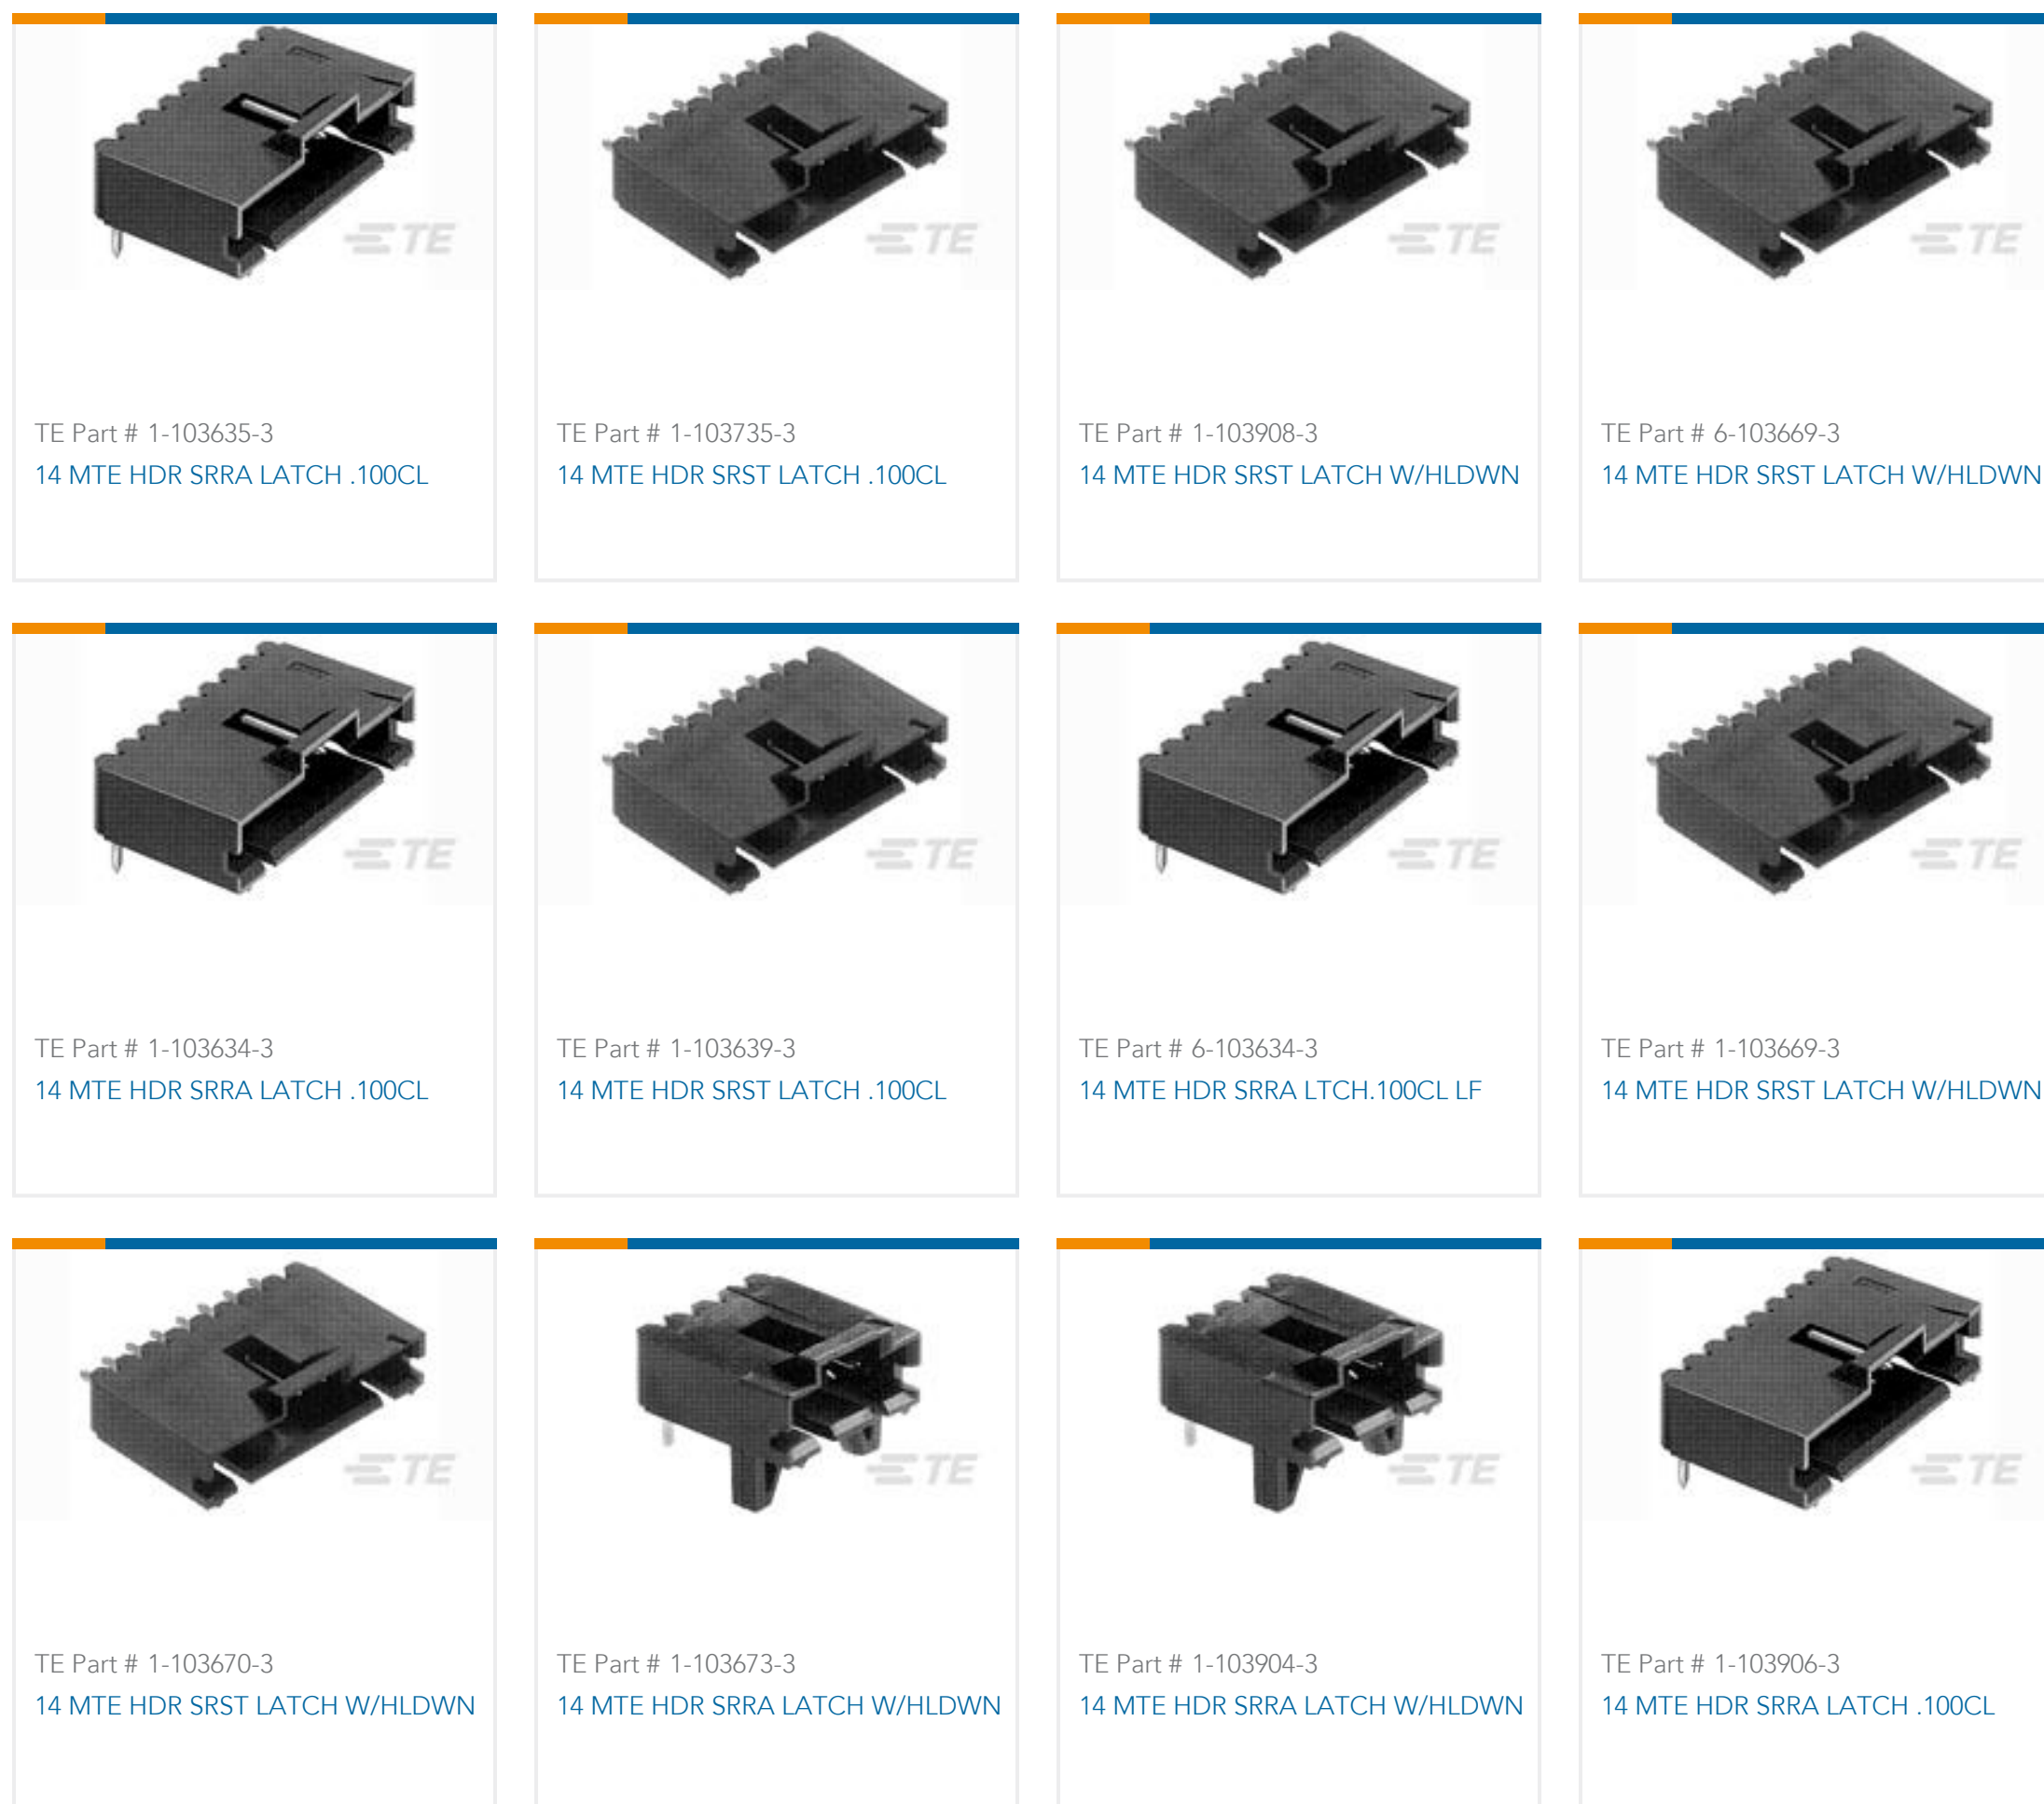 TE
TE
TE
TE
TE Part # 1-103635-3
14 MTE HDR SRRA LATCH .100CL
TE Part # 1-103735-3
14 MTE HDR SRST LATCH .100CL
TE Part # 1-103908-3
14 MTE HDR SRST LATCH W/HLDWN
TE Part # 6-103669-3
14 MTE HDR SRST LATCH W/HLDWN
TE
TE
TE
TE
TE Part # 1-103634-3
14 MTE HDR SRRA LATCH .100CL
TE Part # 1-103639-3
14 MTE HDR SRST LATCH .100CL
TE Part # 6-103634-3
14 MTE HDR SRRA LTCH.100CL LF
TE Part # 1-103669-3
14 MTE HDR SRST LATCH W/HLDWN
TE
TE
TE
TE
TE Part # 1-103670-3
14 MTE HDR SRST LATCH W/HLDWN
TE Part # 1-103673-3
14 MTE HDR SRRA LATCH W/HLDWN
TE Part # 1-103904-3
14 MTE HDR SRRA LATCH W/HLDWN
TE Part # 1-103906-3
14 MTE HDR SRRA LATCH .100CL